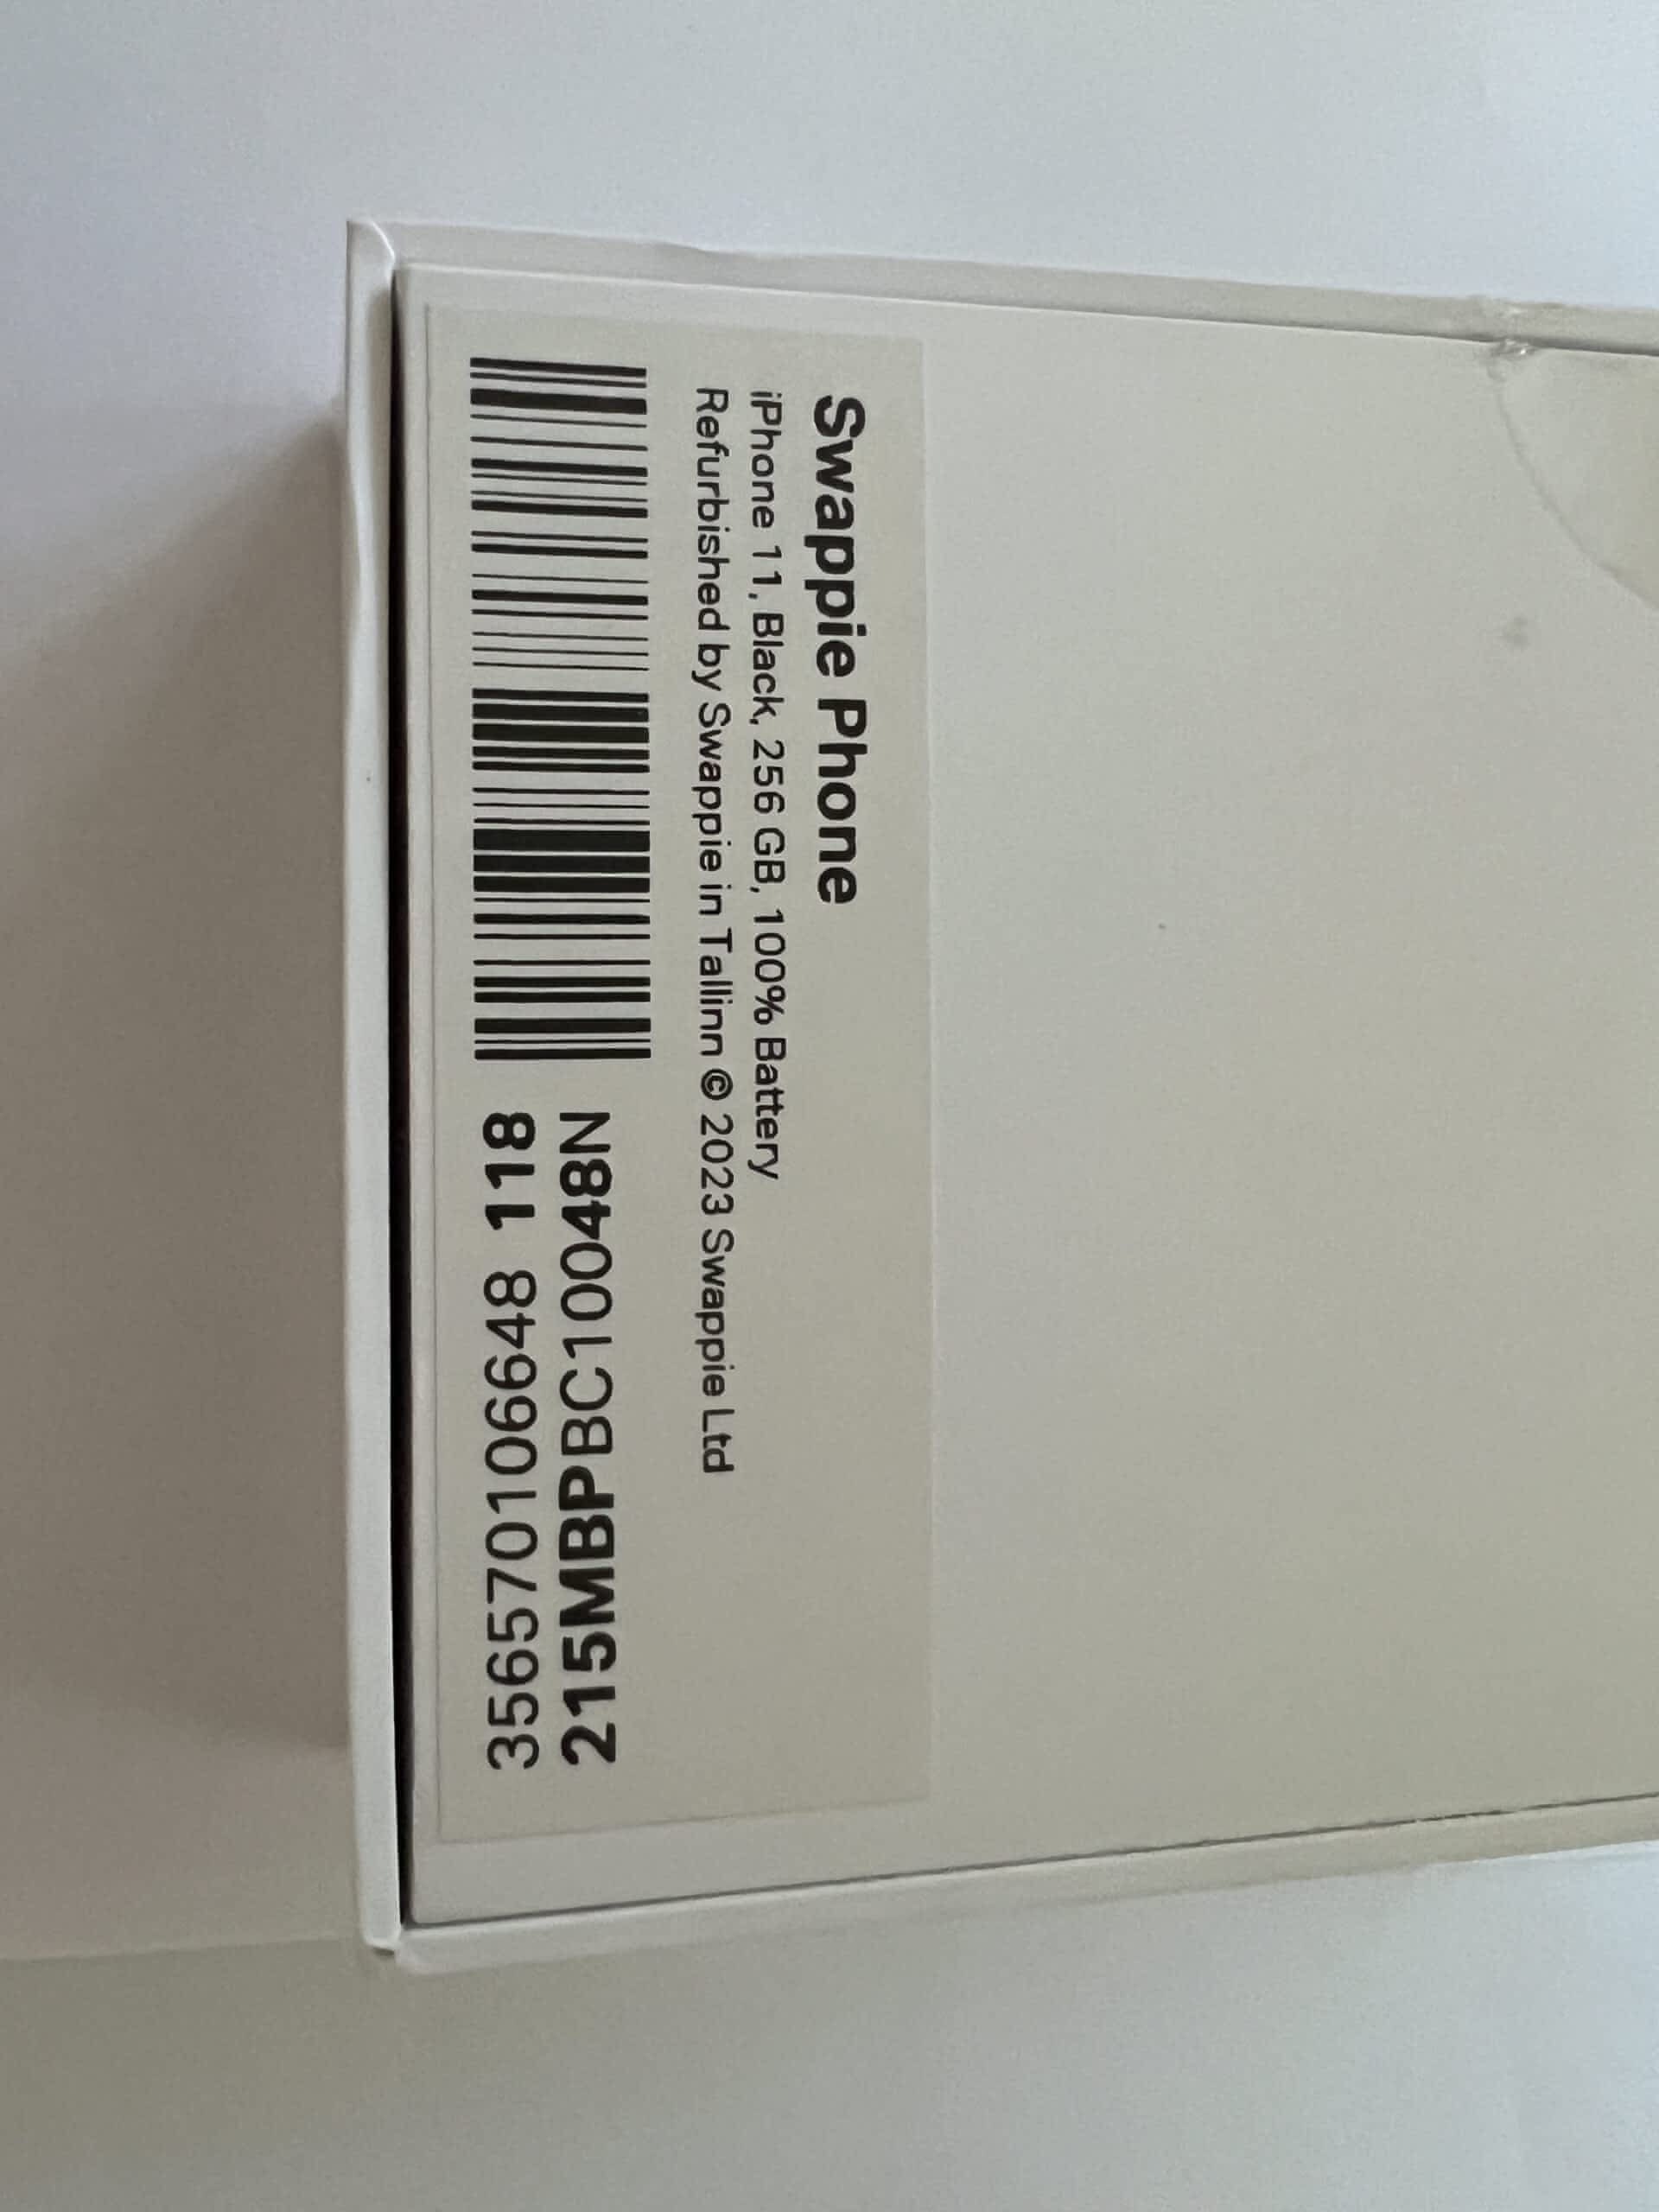 Swappie Phone
iPhone 11, Black, 256 GB, 100% Battery
Refurbished by Swappie in Tallinn © 2023 Swappie Ltd
215MBPBC10048N
356570106648 118